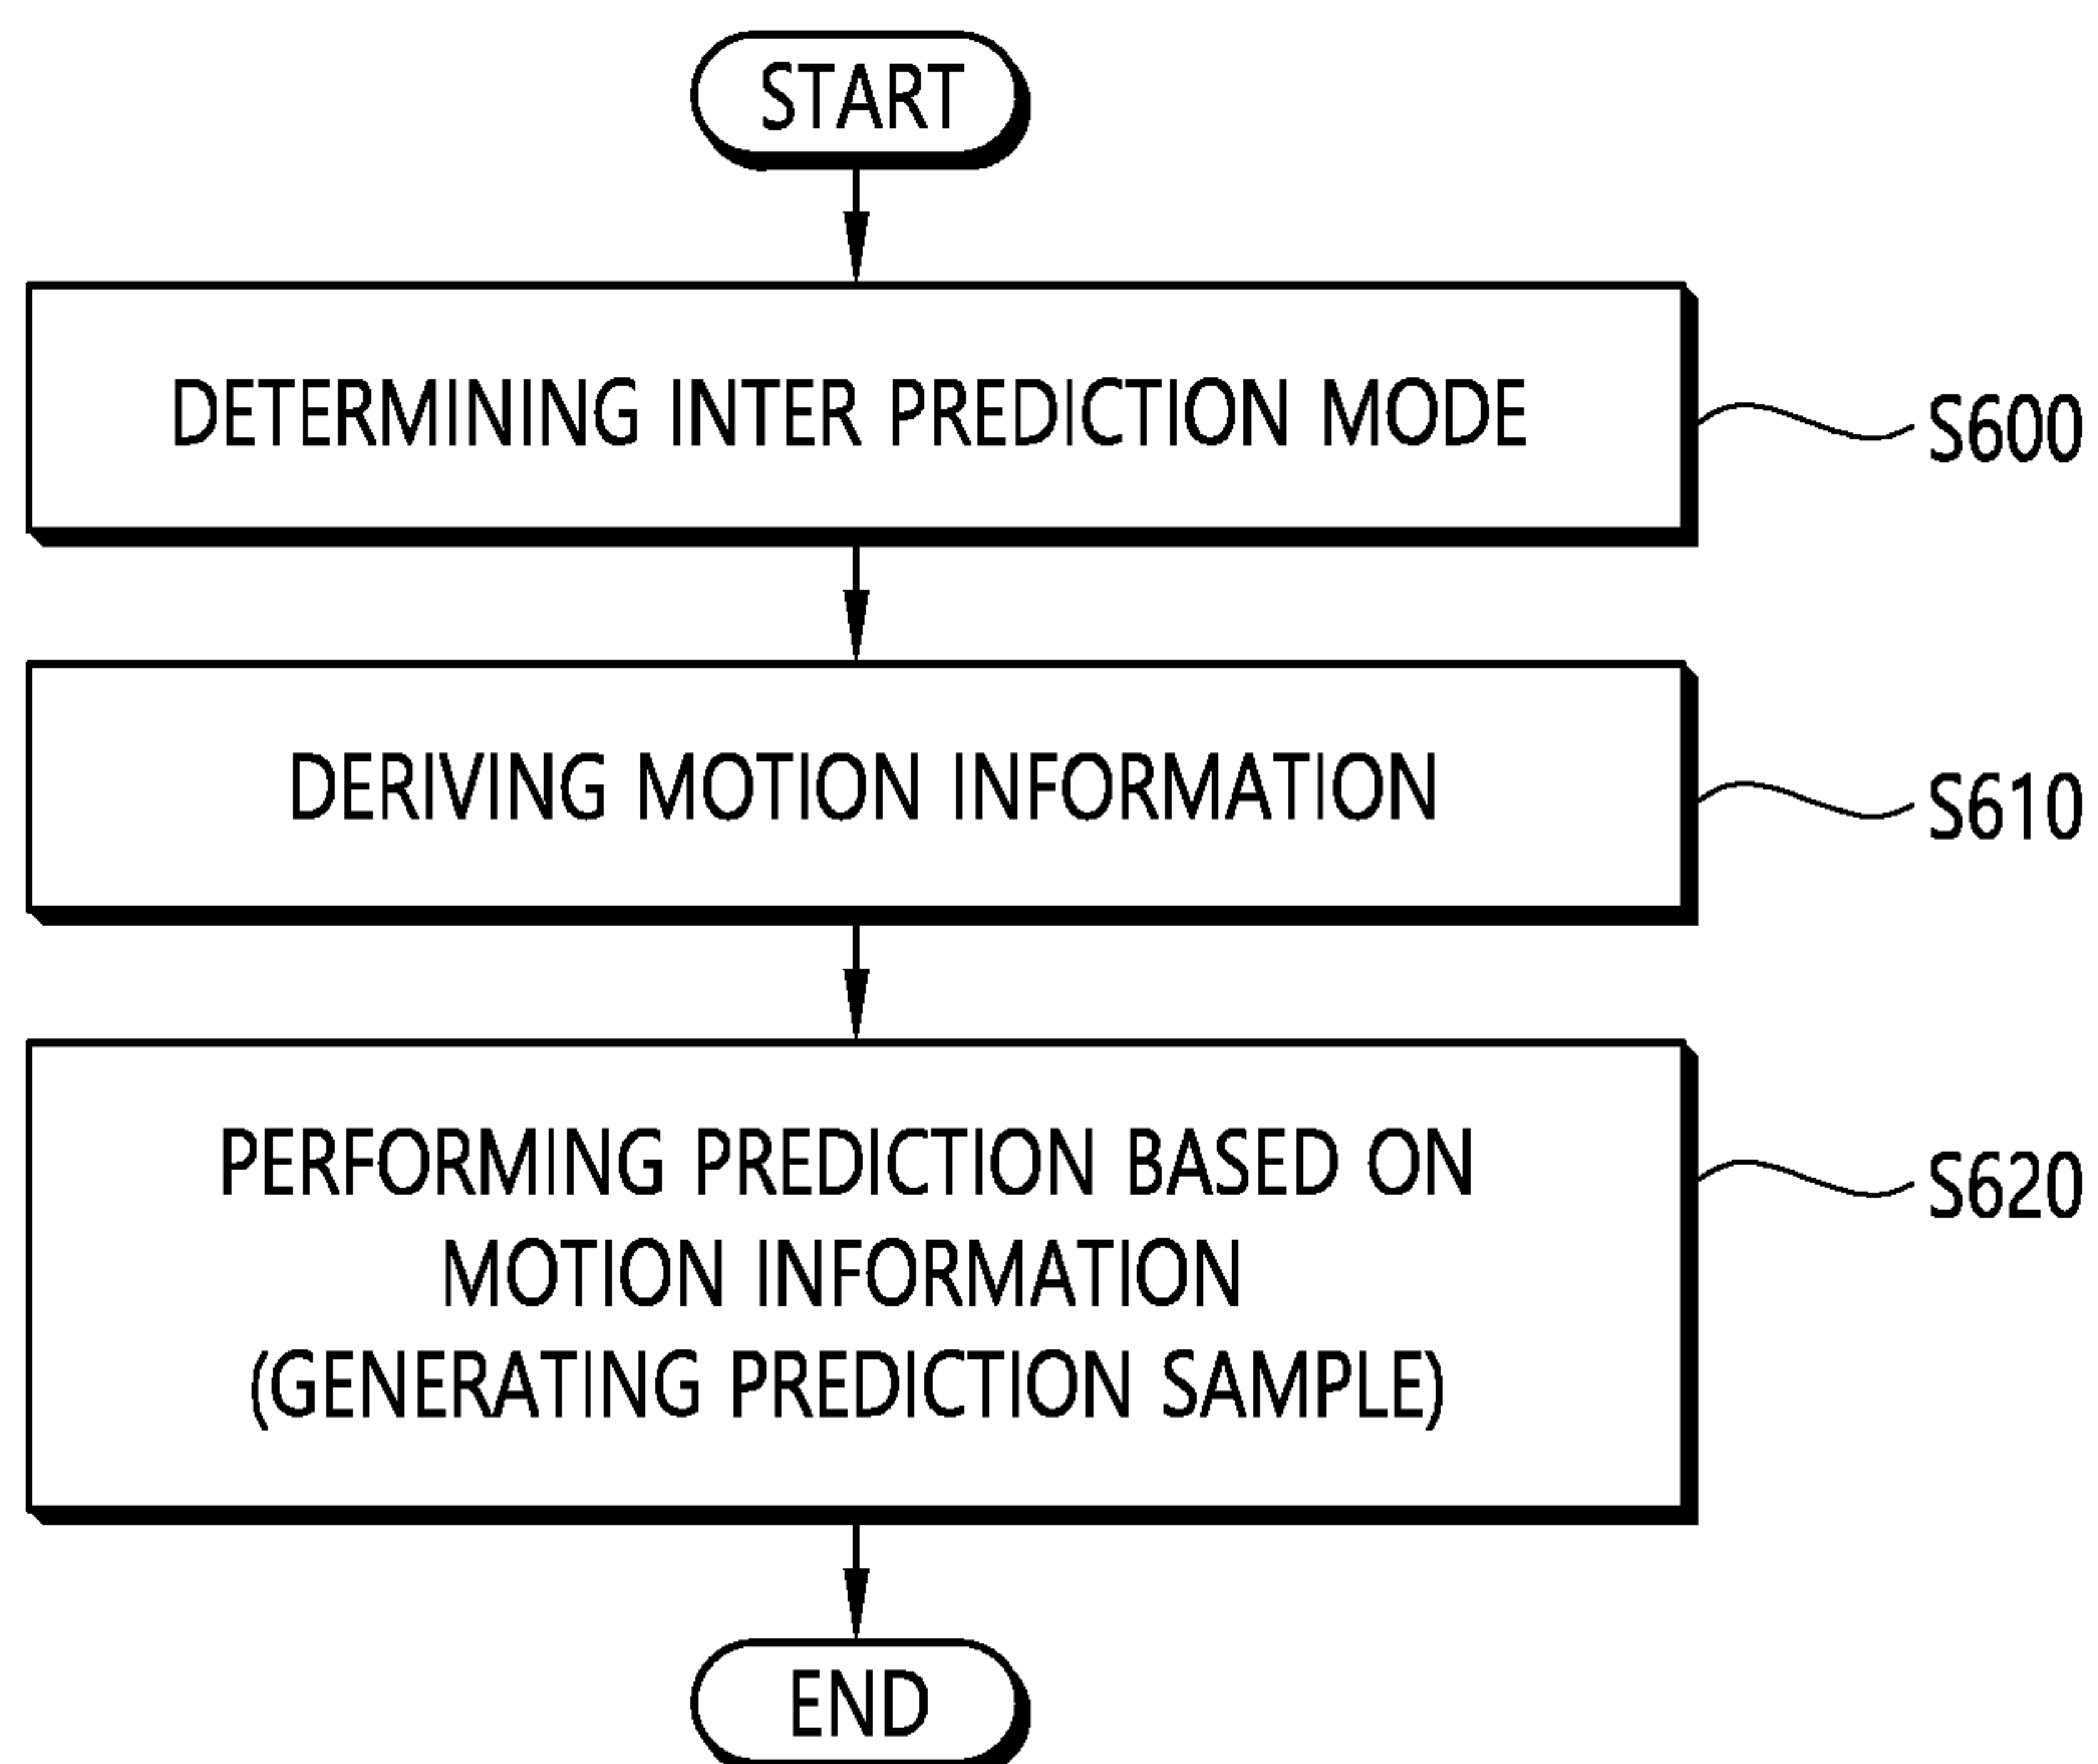 START
DETERMINING INTER PREDICTION MODE
S600
DERIVING MOTION INFORMATION
S610
PERFORMING PREDICTION BASED ON
MOTION INFORMATION
(GENERATING PREDICTION SAMPLE)
S620
END